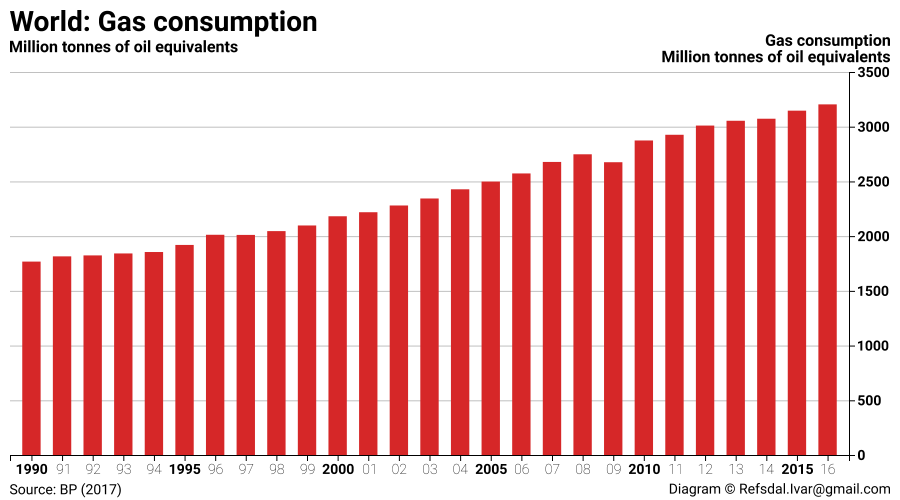 World: Gas consumption
Million tonnes of oil equivalents
Gas consumption
Million tonnes of oil equivalents
3500
3000
2500
2000
1500
1000
500
0
1990 91 92 93 94 1995 96 97 98 99 2000 01 02 03 04 2005 06 07 08 09 2010 11 12 13 14 2015 16
Source: BP (2017)
Diagram © Refsdal.Ivar@gmail.com